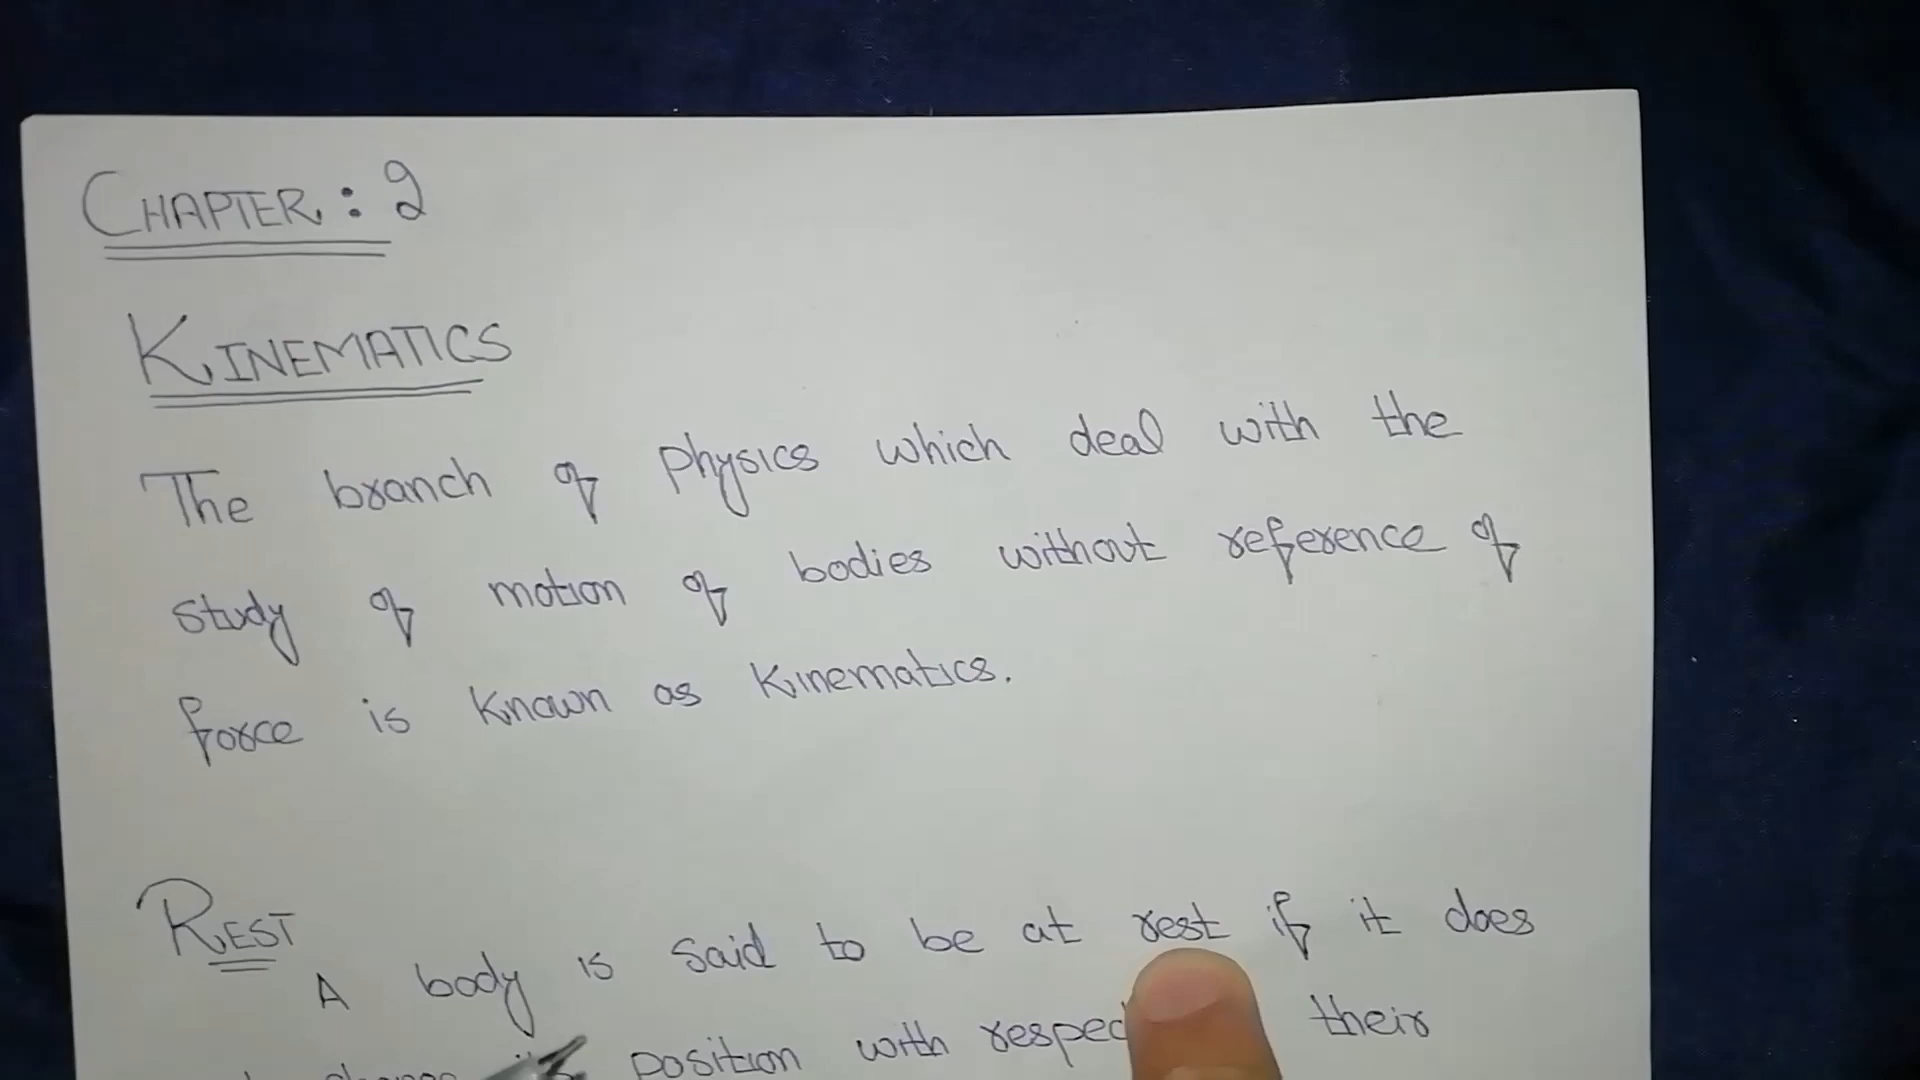 CHAPTER: 2
KINEMATICS
The branch of Physics which deal with the
study of motion of bodies without reference of
force is known as Kinematics.
REST
A body is said to be at rest if it does
position with their